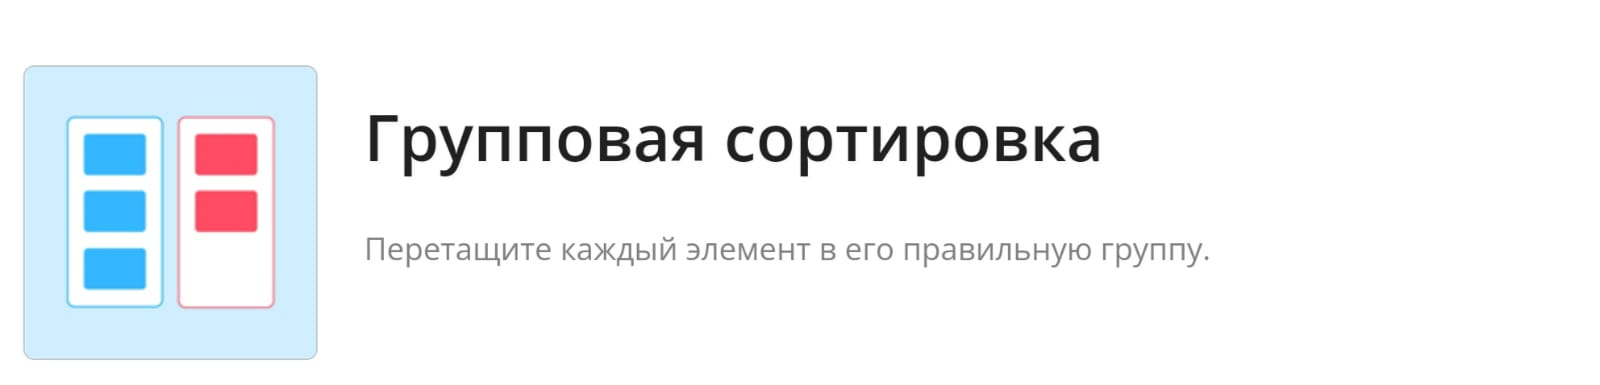 Групповая сортировка
Перетащите каждый элемент в его правильную группу.